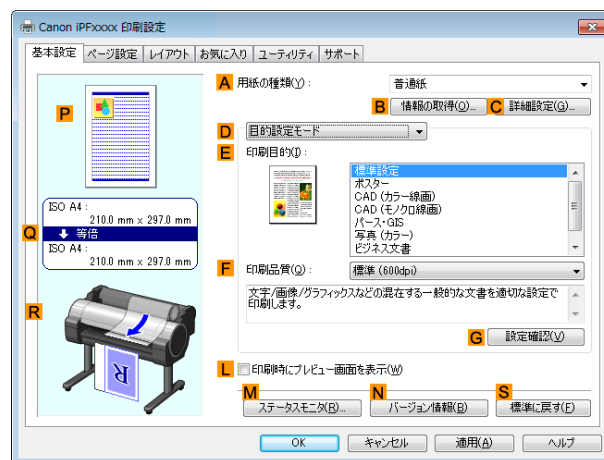 Canon iPFxxxx 印刷設定
基本設定 ページ設定 レイアウト お気に入り ユーティリティ サポート
A 用紙の種類(Y): 普通紙
B 情報の取得(O)... C 詳細設定(G)...
P
D 目的設定モード
E 印刷目的(I):
標準設定
ポスター
CAD (カラー線画)
CAD (モノクロ線画)
パース・GIS
写真 (カラー)
ビジネス文書
ISO A4:
210.0 mm x 297.0 mm
Q 等倍
ISO A4:
210.0 mm x 297.0 mm
F 印刷品質(Q): 標準 (600dpi)
文字/画像/グラフィックスなどの混在する一般的な文書を適切な設定で
印刷します。
R
R
G 設定確認(V)
L 印刷時にプレビュー画面を表示(W)
M N S
ステータスモニタ(R)... バージョン情報(B) 標準に戻す(F)
OK キャンセル 適用(A) ヘルプ